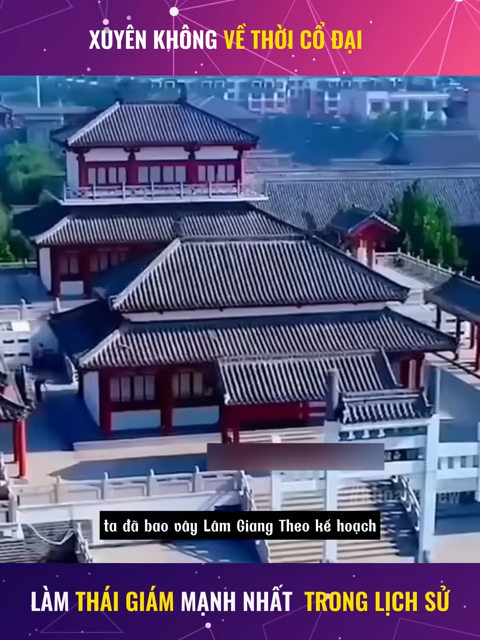 XUYÊN KHÔNG VỀ THỜI CỔ ĐẠI
ta đã bao vây Lâm Giang Theo kế hoạch
LÀM THÁI GIÁM MẠNH NHẤT TRONG LỊCH SỬ